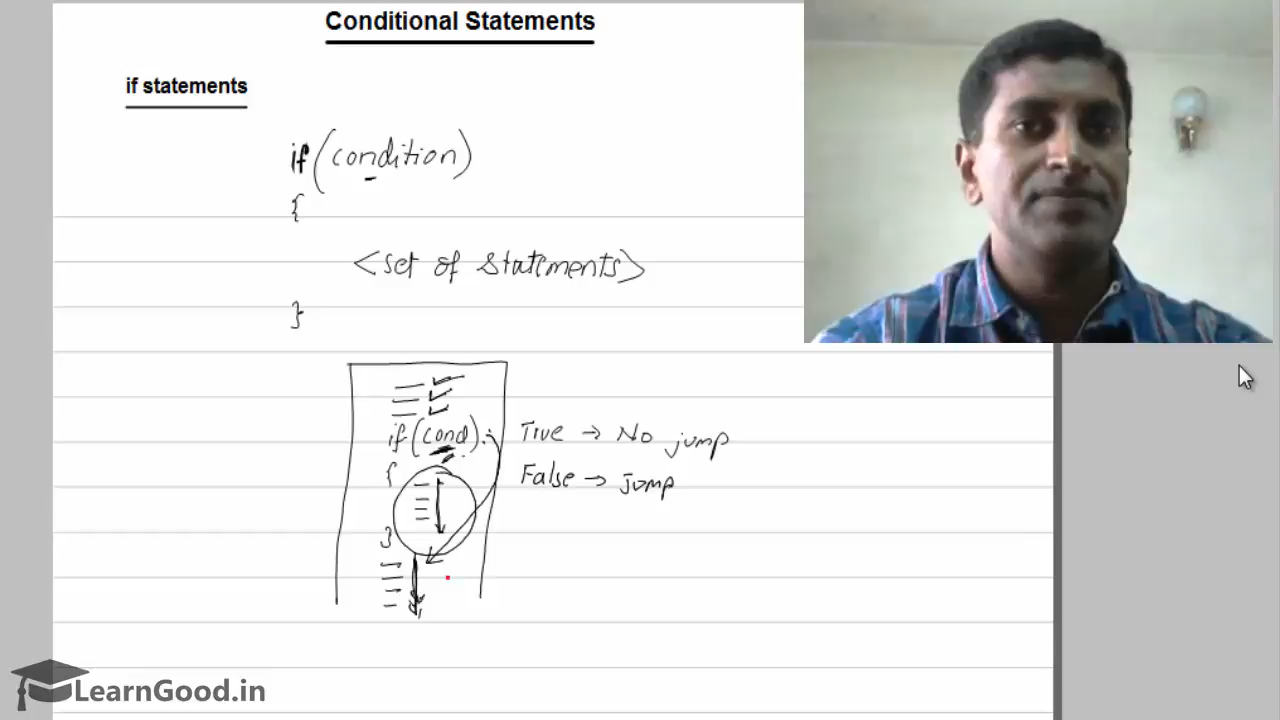 Conditional Statements
if statements
if (condition)
{
<set of statements>
}
if (cond)
{
}
True → No jump
False → jump
LearnGood.in